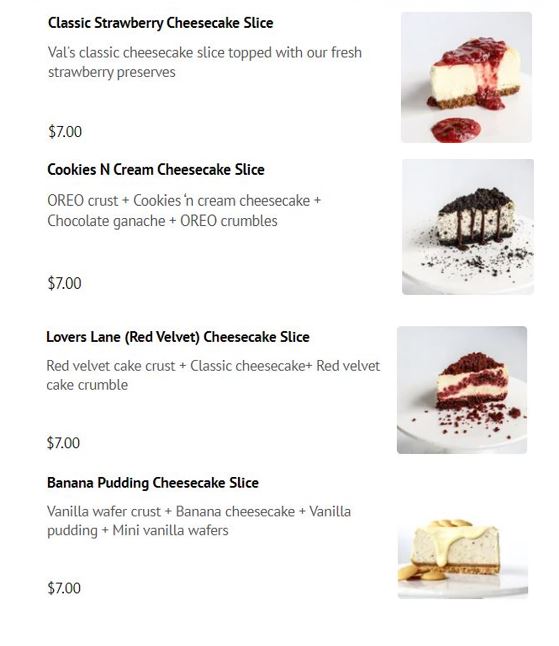 Classic Strawberry Cheesecake Slice
Val's classic cheesecake slice topped with our fresh
strawberry preserves
$7.00
Cookies N Cream Cheesecake Slice
OREO crust + Cookies 'n cream cheesecake +
Chocolate ganache + OREO crumbles
$7.00
Lovers Lane (Red Velvet) Cheesecake Slice
Red velvet cake crust + Classic cheesecake+ Red velvet
cake crumble
$7.00
Banana Pudding Cheesecake Slice
Vanilla wafer crust + Banana cheesecake + Vanilla
pudding + Mini vanilla wafers
$7.00